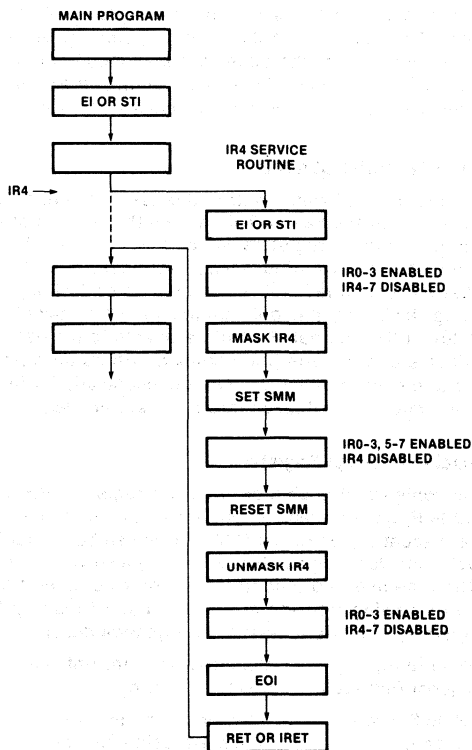 MAIN PROGRAM
EI OR STI
IR4
IR4 SERVICE
ROUTINE
EI OR STI
IR0-3 ENABLED
IR4-7 DISABLED
MASK IR4
SET SMM
IR0-3, 5-7 ENABLED
IR4 DISABLED
RESET SMM
UNMASK IR4
IR0-3 ENABLED
IR4-7 DISABLED
EOI
RET OR IRET